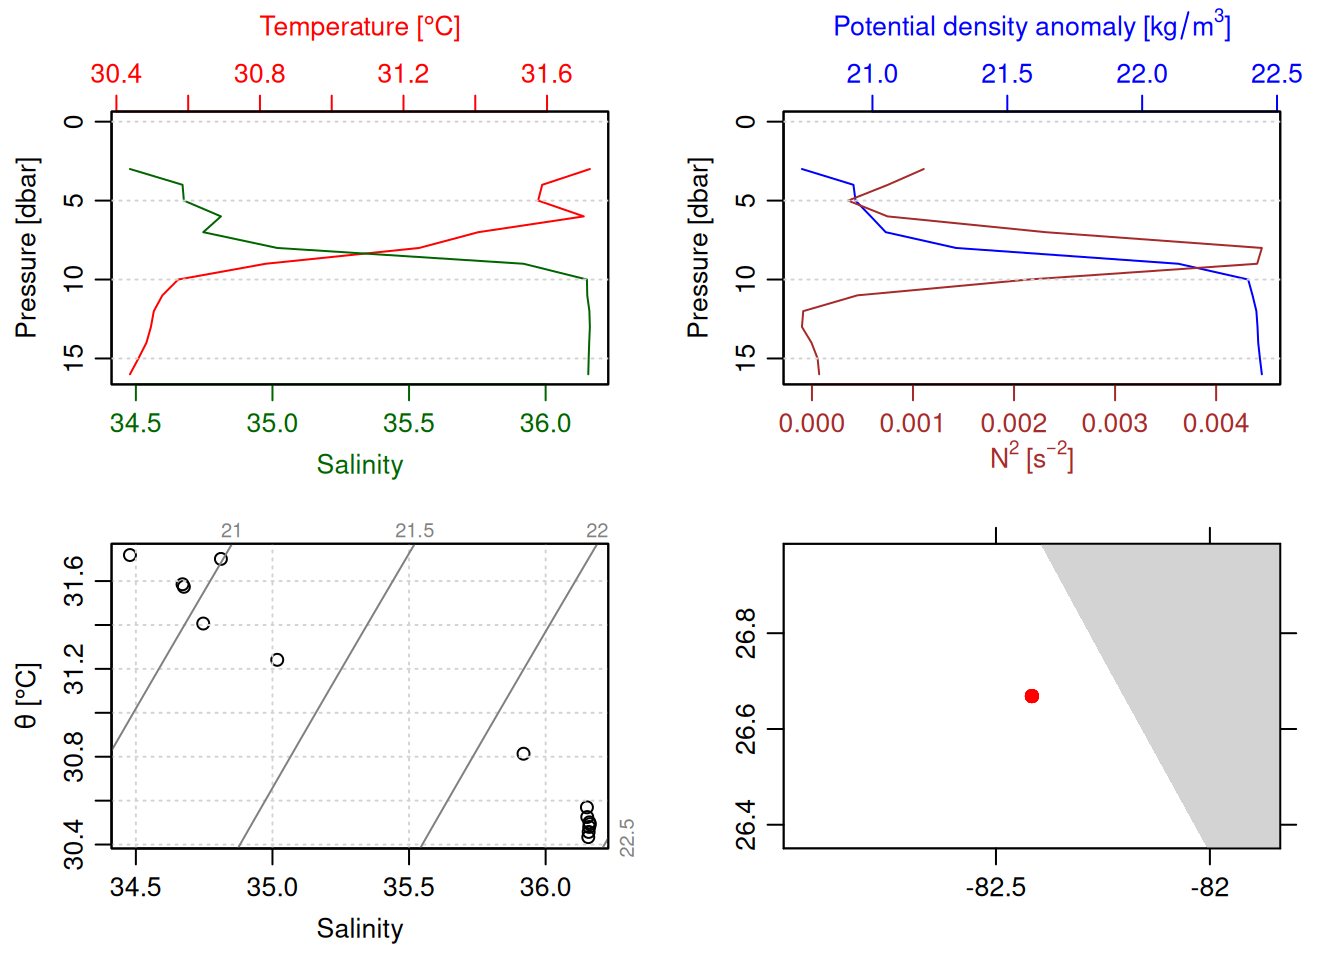 Temperature [°C]
30.4 30.8 31.2 31.6
Pressure [dbar]
0
5
10
15
34.5 35.0 35.5 36.0
Salinity
Potential density anomaly [kg/m³]
21.0 21.5 22.0 22.5
Pressure [dbar]
0
5
10
15
0.000 0.001 0.002 0.003 0.004
N² [s⁻²]
21 21.5 22
θ [°C]
31.6
31.2
30.8
30.4
22.5
34.5 35.0 35.5 36.0
Salinity
26.8
26.6
26.4
-82.5 -82